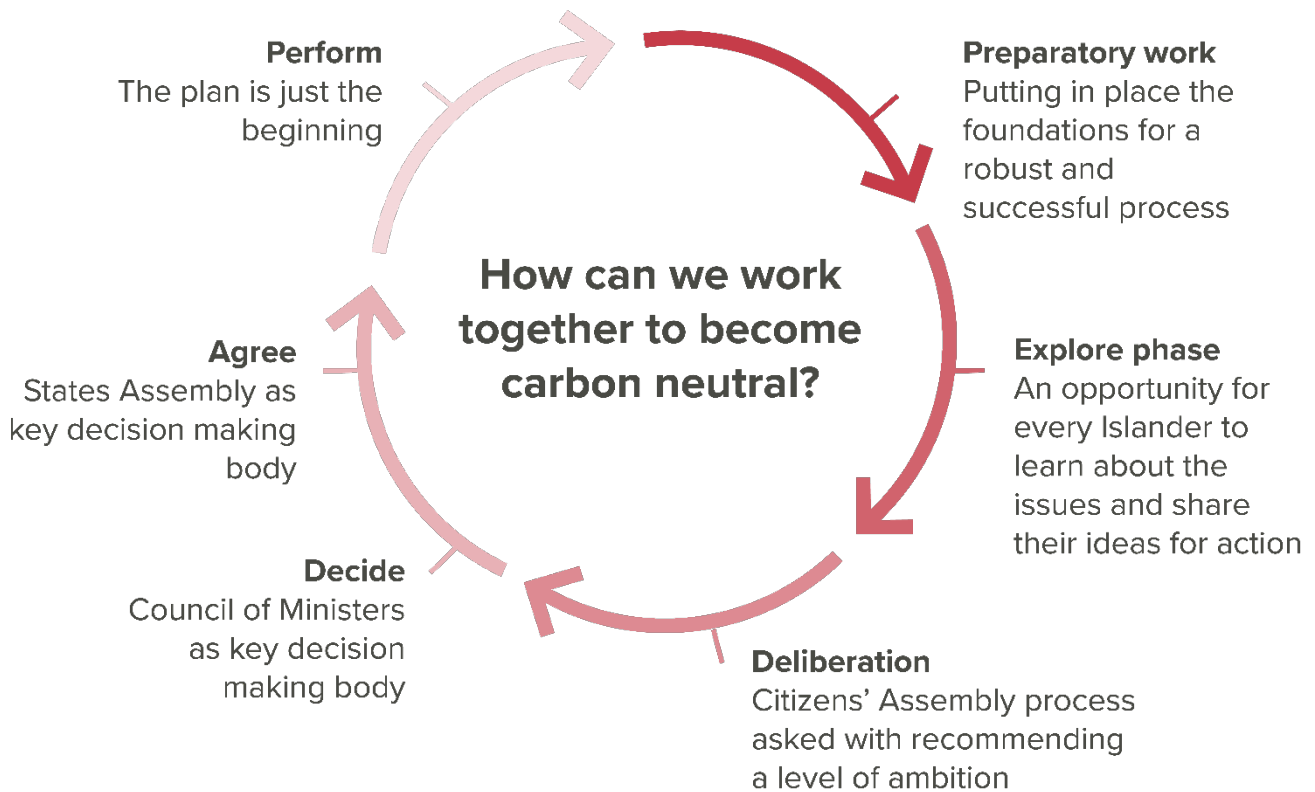 How can we work
together to become
carbon neutral?
Preparatory work
Putting in place the
foundations for a
robust and
successful process
Explore phase
An opportunity for
every Islander to
learn about the
issues and share
their ideas for action
Deliberation
Citizens’ Assembly process
asked with recommending
a level of ambition
Decide
Council of Ministers
as key decision
making body
Agree
States Assembly as
key decision making
body
Perform
The plan is just the
beginning